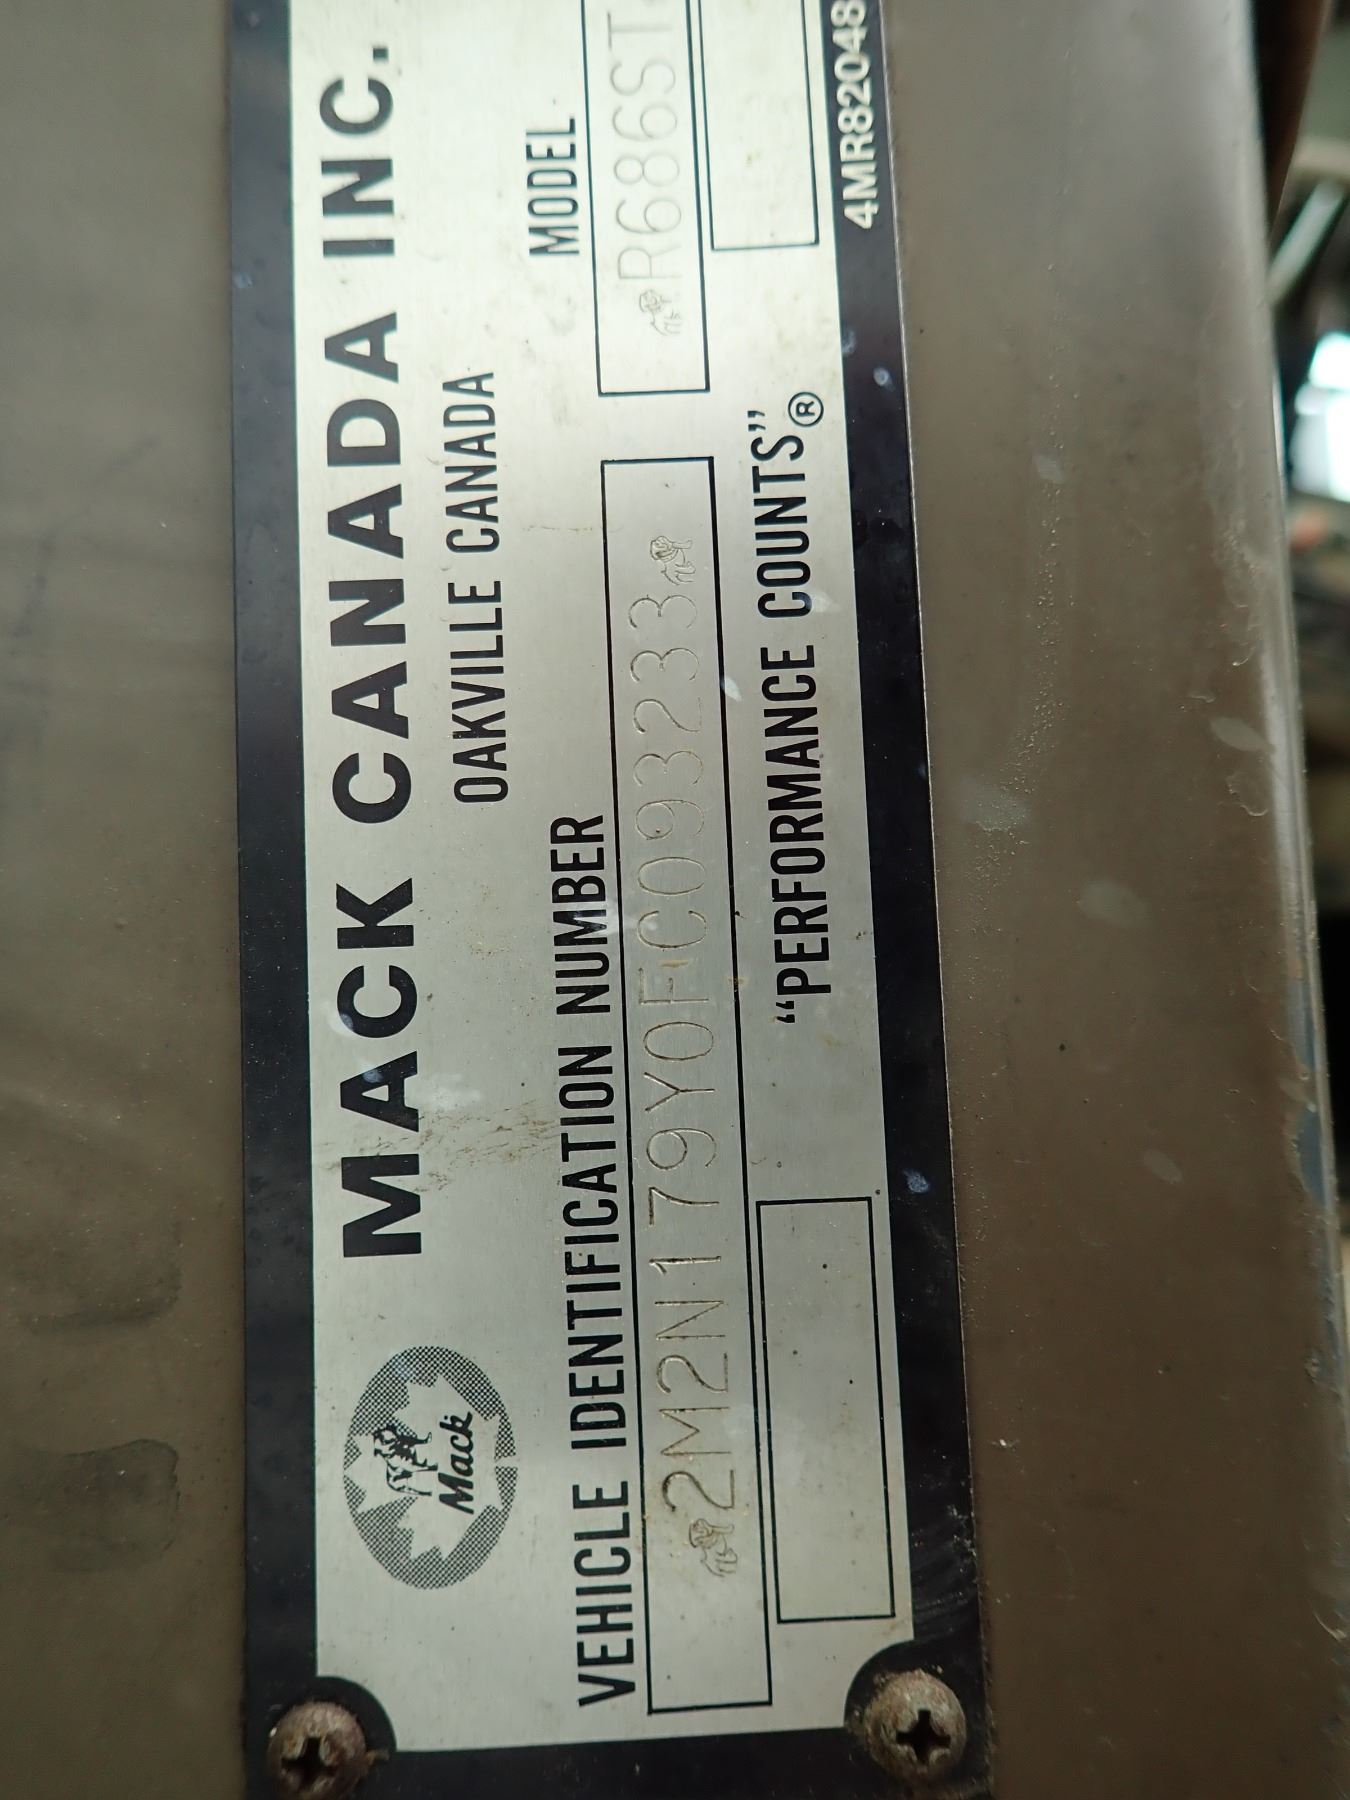 MACK CANADA INC.
Mack
OAKVILLE CANADA
VEHICLE IDENTIFICATION NUMBER
MODEL
2M2N179Y0FC093233
R686ST
"PERFORMANCE COUNTS"®
4MR82048